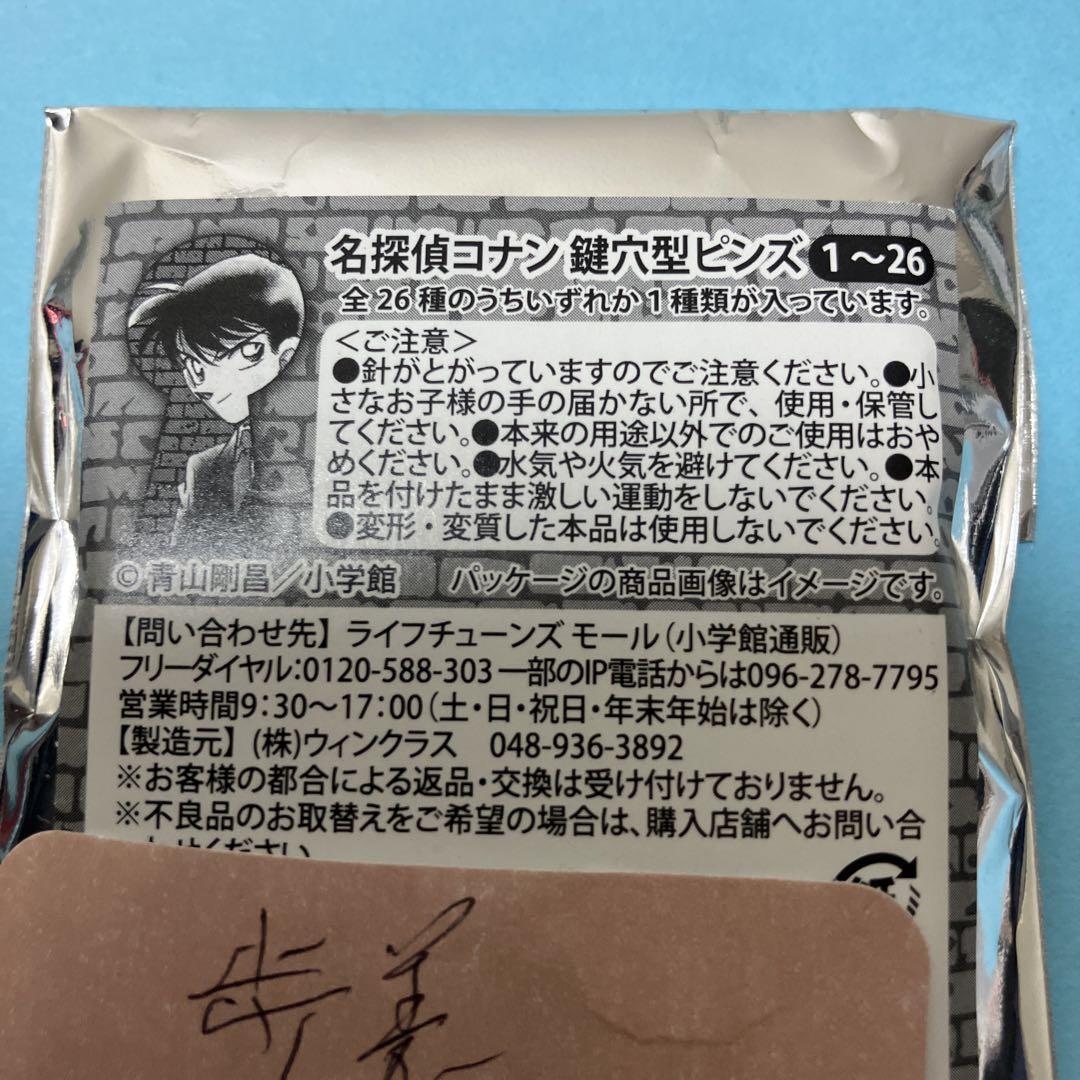 名探偵コナン 鍵穴型ピンズ 1～26
全26種のうちいずれか1種類が入っています。
＜ご注意＞
●針がとがっていますのでご注意ください。●小
さなお子様の手の届かない所で、使用・保管し
てください。●本来の用途以外でのご使用はおや
めください。●水気や火気を避けてください。●本
品を付けたまま激しい運動をしないでください。
●変形・変質した本品は使用しないでください。
©青山剛昌／小学館 パッケージの商品画像はイメージです。
【問い合わせ先】ライフチューンズ モール（小学館通販）
フリーダイヤル：0120-588-303 一部のIP電話からは096-278-7795
営業時間9：30～17：00（土・日・祝日・年末年始は除く）
【製造元】（株）ウィンクラス 048-936-3892
※お客様の都合による返品・交換は受け付けておりません。
※不良品のお取替えをご希望の場合は、購入店舗へお問い合
わせください。
歩美